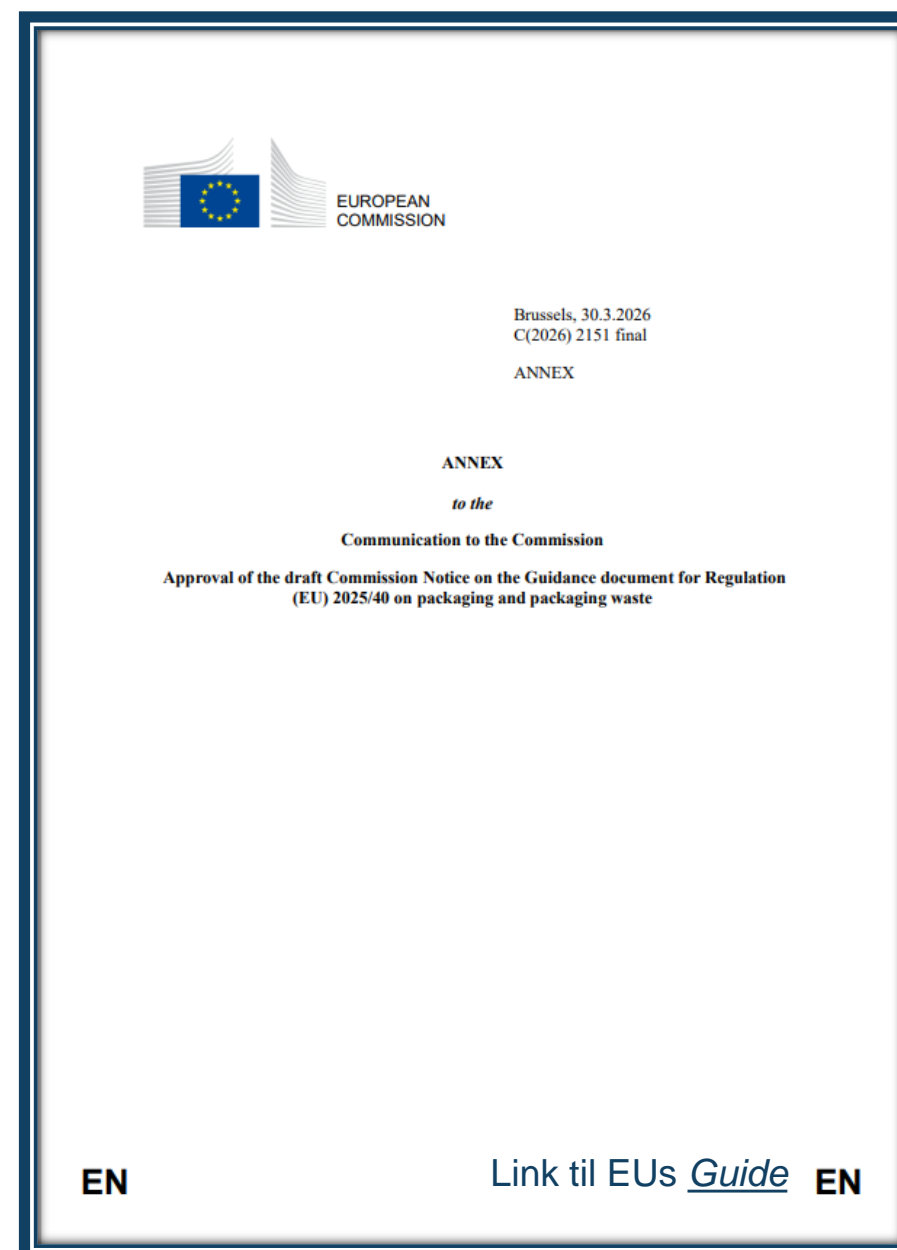 EUROPEAN
COMMISSION
Brussels, 30.3.2026
C(2026) 2151 final
ANNEX
ANNEX
to the
Communication to the Commission
Approval of the draft Commission Notice on the Guidance document for Regulation
(EU) 2025/40 on packaging and packaging waste
EN
Link til EUs Guide
EN